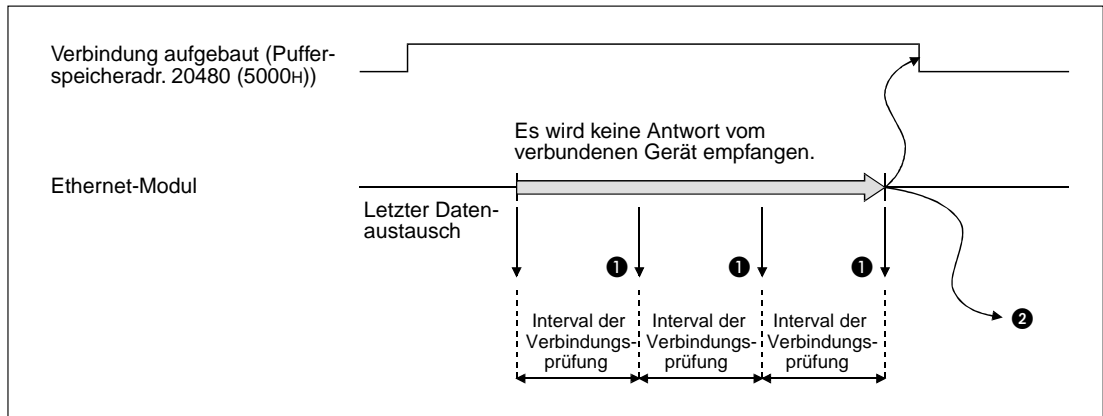 Verbindung aufgebaut (Puffer-
speicheradr. 20480 (5000H))
Es wird keine Antwort vom
verbundenen Gerät empfangen.
Ethernet-Modul
Letzter Daten-
austausch
❶ ❶ ❶
❷
Interval der Interval der Interval der
Verbindungs- Verbindungs- Verbindungs-
prüfung prüfung prüfung